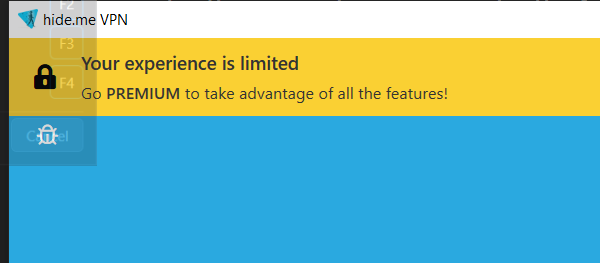 F2
hide.me VPN
F3
Your experience is limited
F4
Go PREMIUM to take advantage of all the features!
Cancel